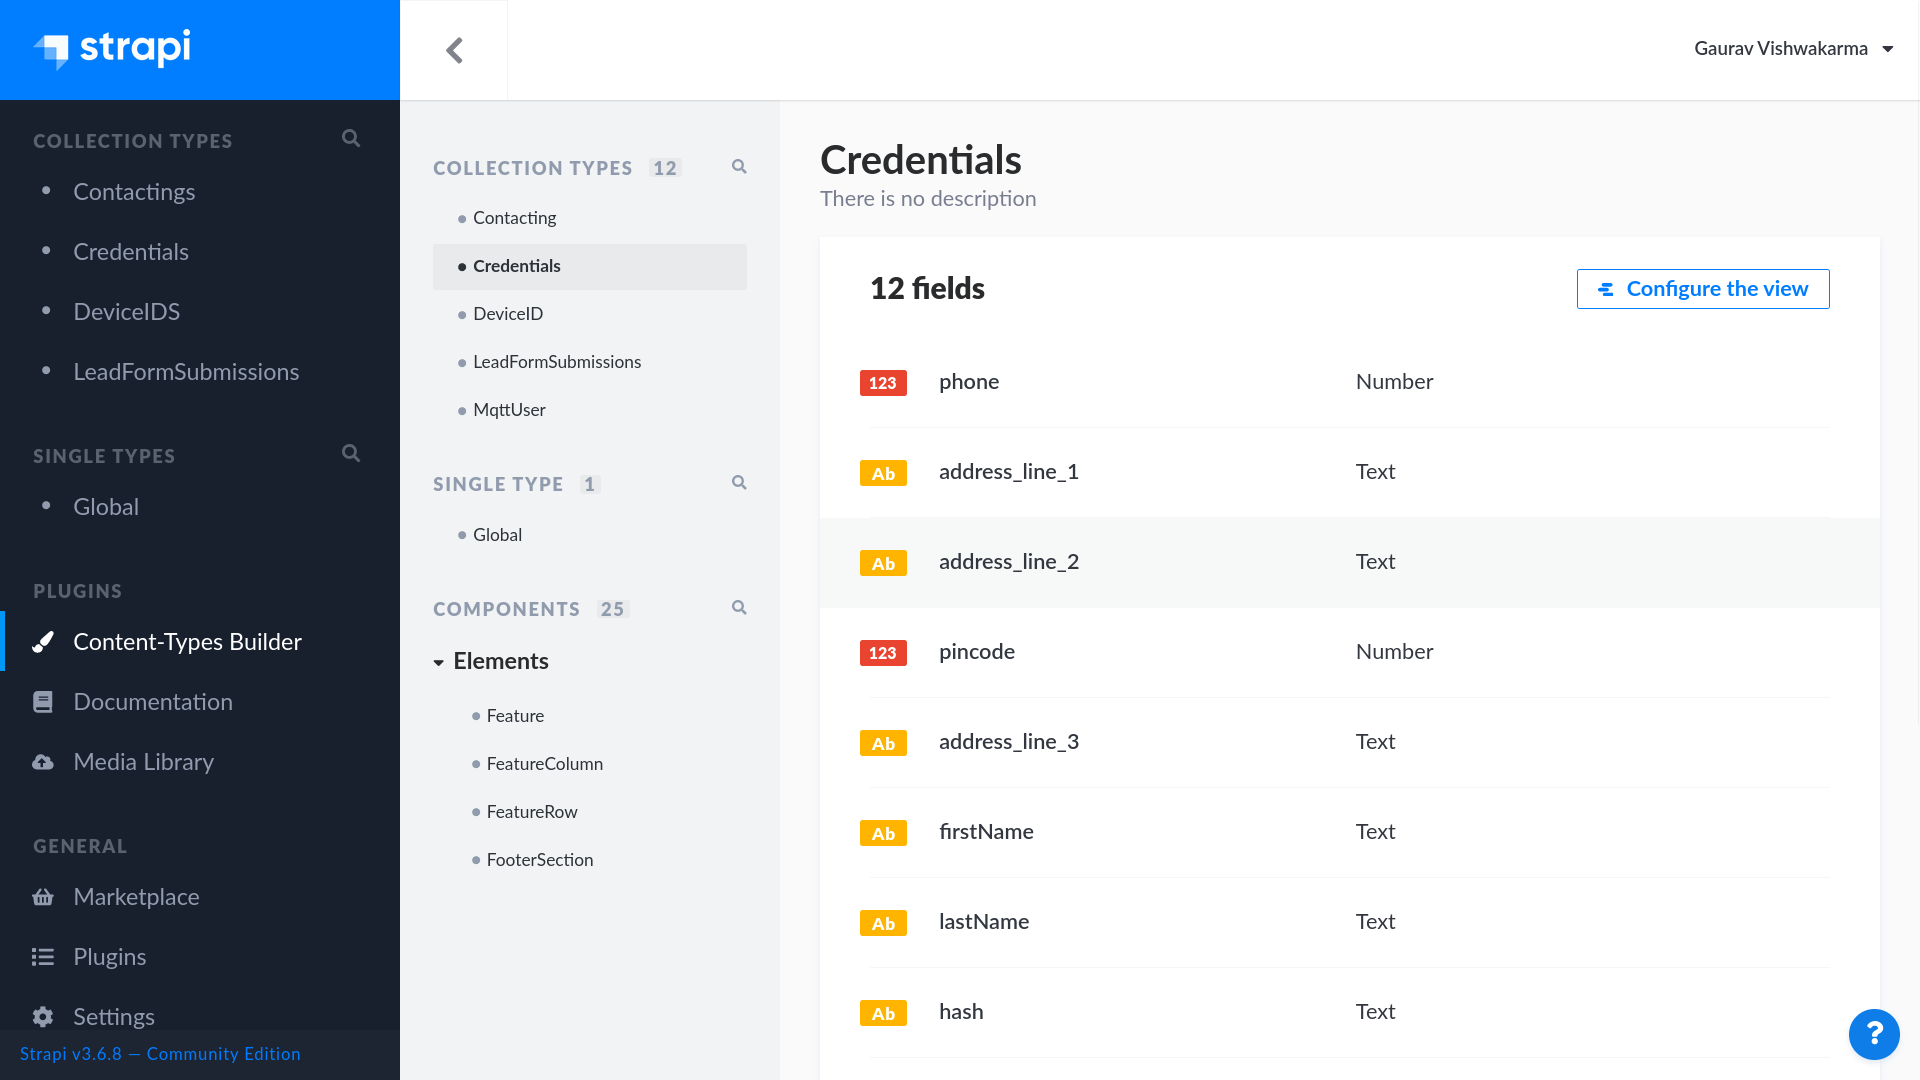 strapi
COLLECTION TYPES
Contactings
Credentials
DeviceIDS
LeadFormSubmissions
SINGLE TYPES
Global
PLUGINS
Content-Types Builder
Documentation
Media Library
GENERAL
Marketplace
Plugins
Settings
Strapi v3.6.8 — Community Edition
Gaurav Vishwakarma
COLLECTION TYPES 12
Contacting
Credentials
DeviceID
LeadFormSubmissions
MqttUser
SINGLE TYPE 1
Global
COMPONENTS 25
Elements
Feature
FeatureColumn
FeatureRow
FooterSection
Credentials
There is no description
12 fields
Configure the view
123 phone Number
Ab address_line_1 Text
Ab address_line_2 Text
123 pincode Number
Ab address_line_3 Text
Ab firstName Text
Ab lastName Text
Ab hash Text
?